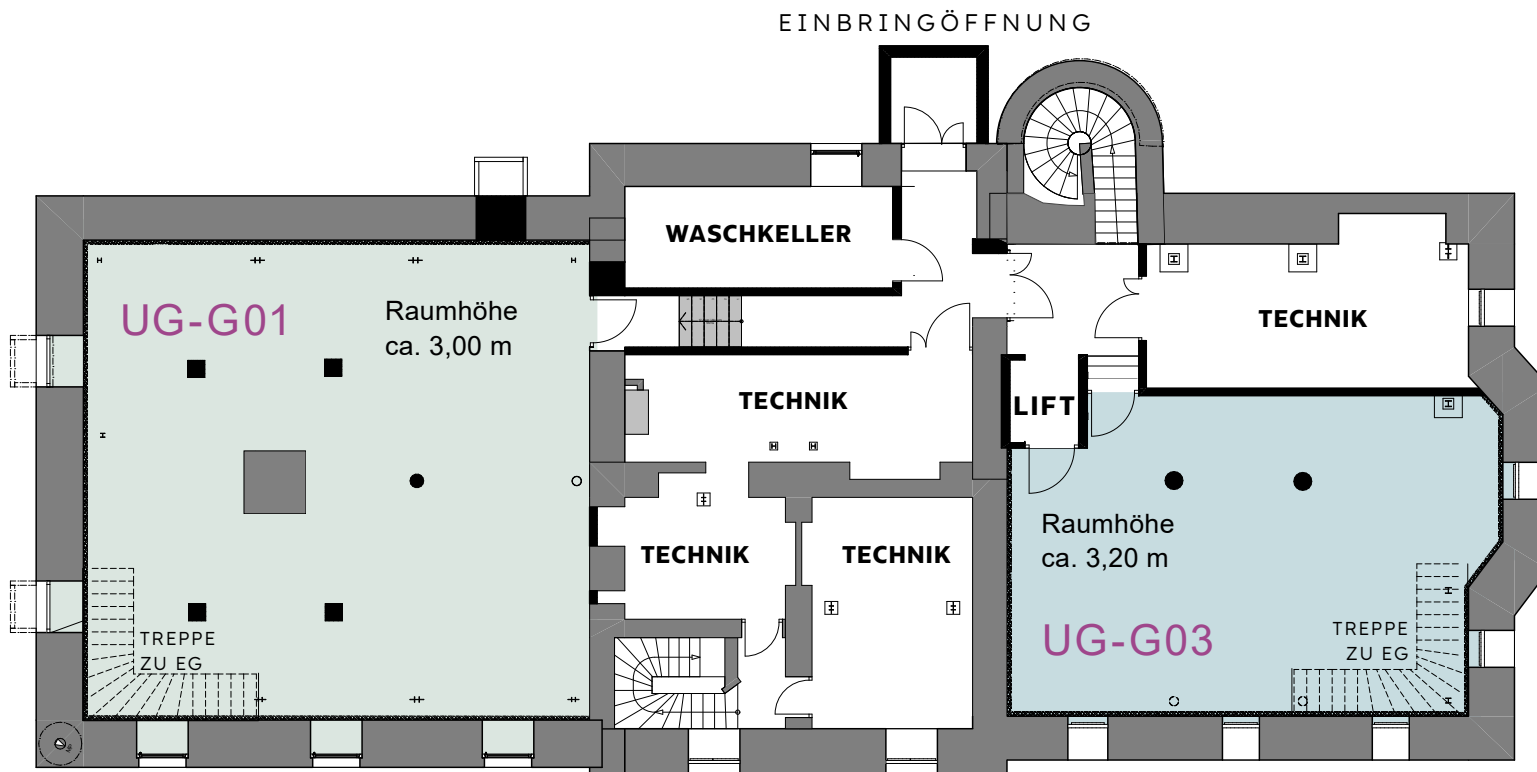 EINBRINGÖFFNUNG
WASCHKELLER
UG-G01
Raumhöhe
ca. 3,00 m
TECHNIK
TECHNIK
LIFT
TECHNIK
TECHNIK
Raumhöhe
ca. 3,20 m
UG-G03
TREPPE
ZU EG
TREPPE
ZU EG